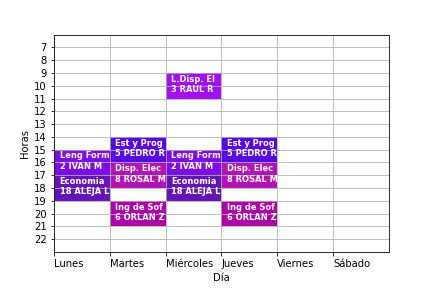 7
8
9
10
11
12
13
14
15
16
17
18
19
20
21
22
Horas
L.Disp. El
3 RAUL R
Est y Prog
5 PEDRO R
Est y Prog
5 PEDRO R
Leng Form
2 IVAN M
Leng Form
2 IVAN M
Disp. Elec
8 ROSAL M
Disp. Elec
8 ROSAL M
Economia
18 ALEJA L
Economia
18 ALEJA L
Ing de Sof
6 ORLAN Z
Ing de Sof
6 ORLAN Z
Lunes Martes Miércoles Jueves Viernes Sábado
Día